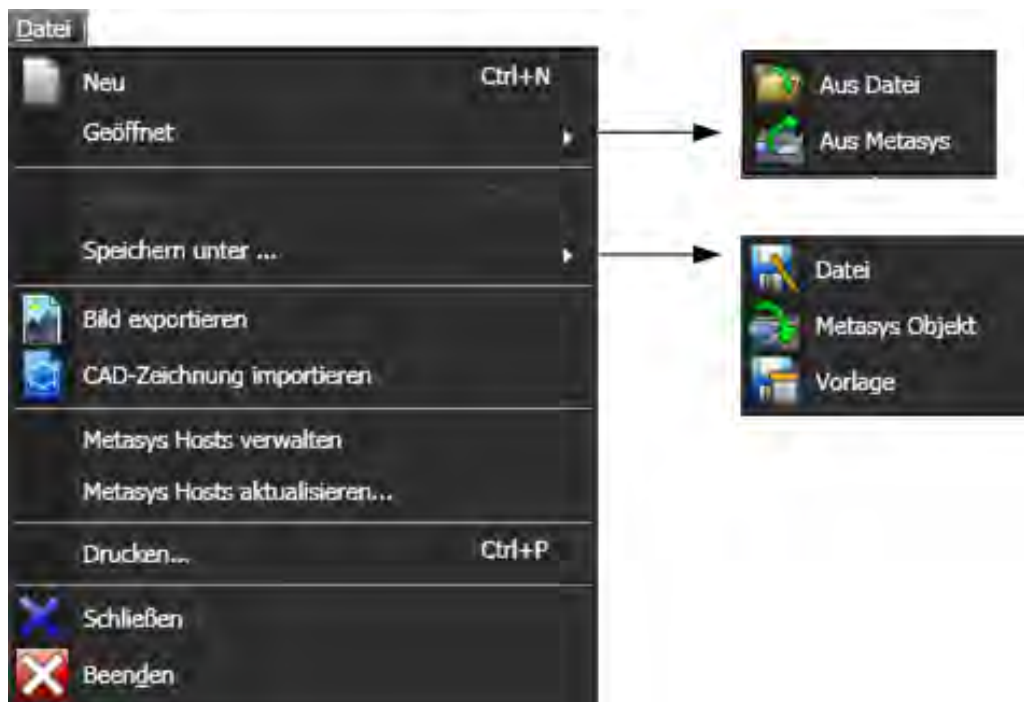 Datei
Neu Ctrl+N
Geöffnet
Speichern unter ...
Bild exportieren
CAD-Zeichnung importieren
Metasys Hosts verwalten
Metasys Hosts aktualisieren...
Drucken... Ctrl+P
Schließen
Beenden
Aus Datei
Aus Metasys
Datei
Metasys Objekt
Vorlage